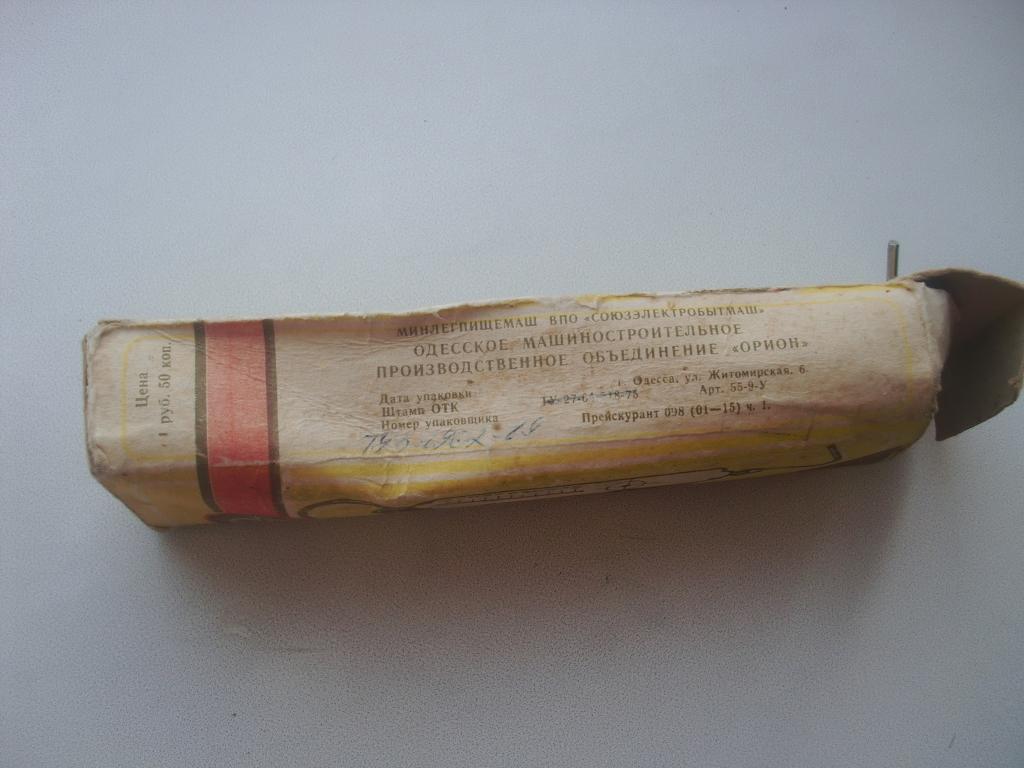 Цена
1 руб. 50 коп.
МИНЛЕГПИЩЕМАШ ВПО «СОЮЗЭЛЕКТРОБЫТМАШ»
ОДЕССКОЕ МАШИНОСТРОИТЕЛЬНОЕ
ПРОИЗВОДСТВЕННОЕ ОБЪЕДИНЕНИЕ «ОРИОН»
г. Одесса, ул. Житомирская, 6.
Дата упаковки
Штамп ОТК
Арт. 55-9-У
Номер упаковщика
Прейскурант 098 (01—15) ч. 1.